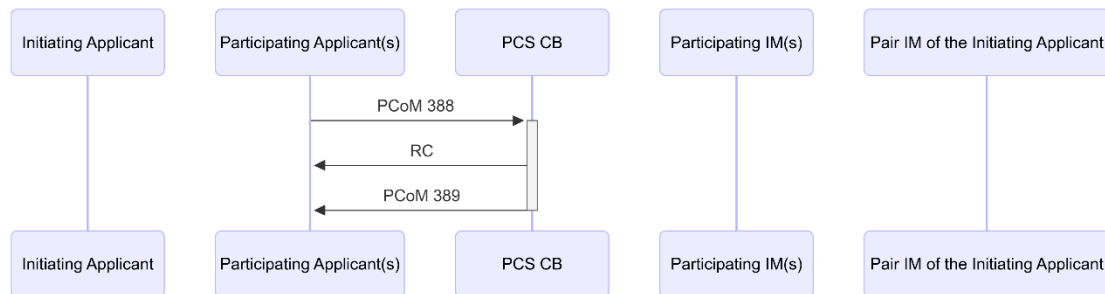 Initiating Applicant
Participating Applicant(s)
PCS CB
Participating IM(s)
Pair IM of the Initiating Applicant
PCoM 388
RC
PCoM 389
Initiating Applicant
Participating Applicant(s)
PCS CB
Participating IM(s)
Pair IM of the Initiating Applicant